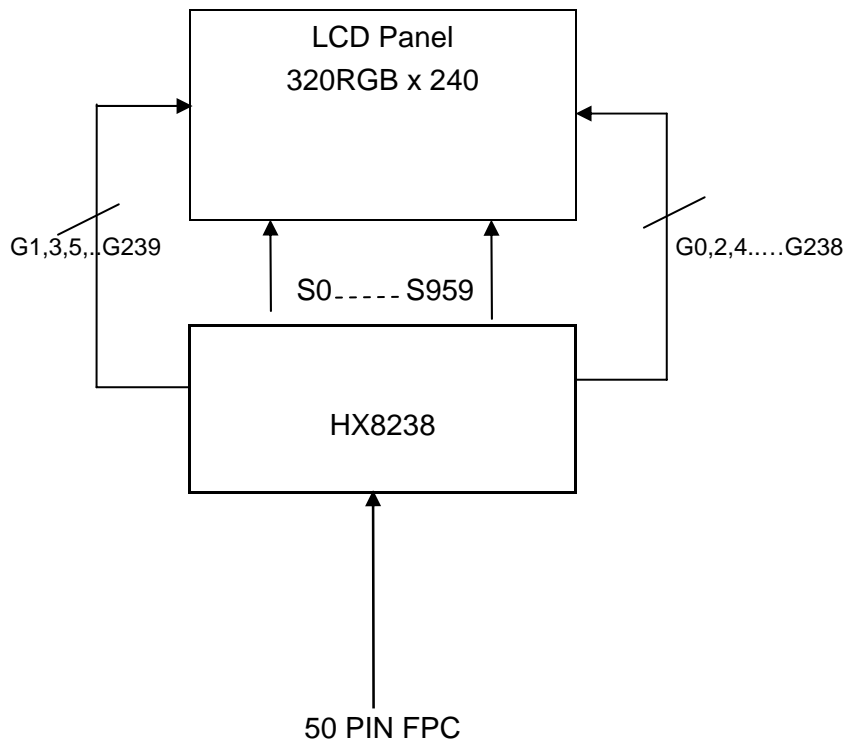 LCD Panel
320RGB x 240
G1,3,5,..G239
G0,2,4..…G238
S0----- S959
HX8238
50 PIN FPC